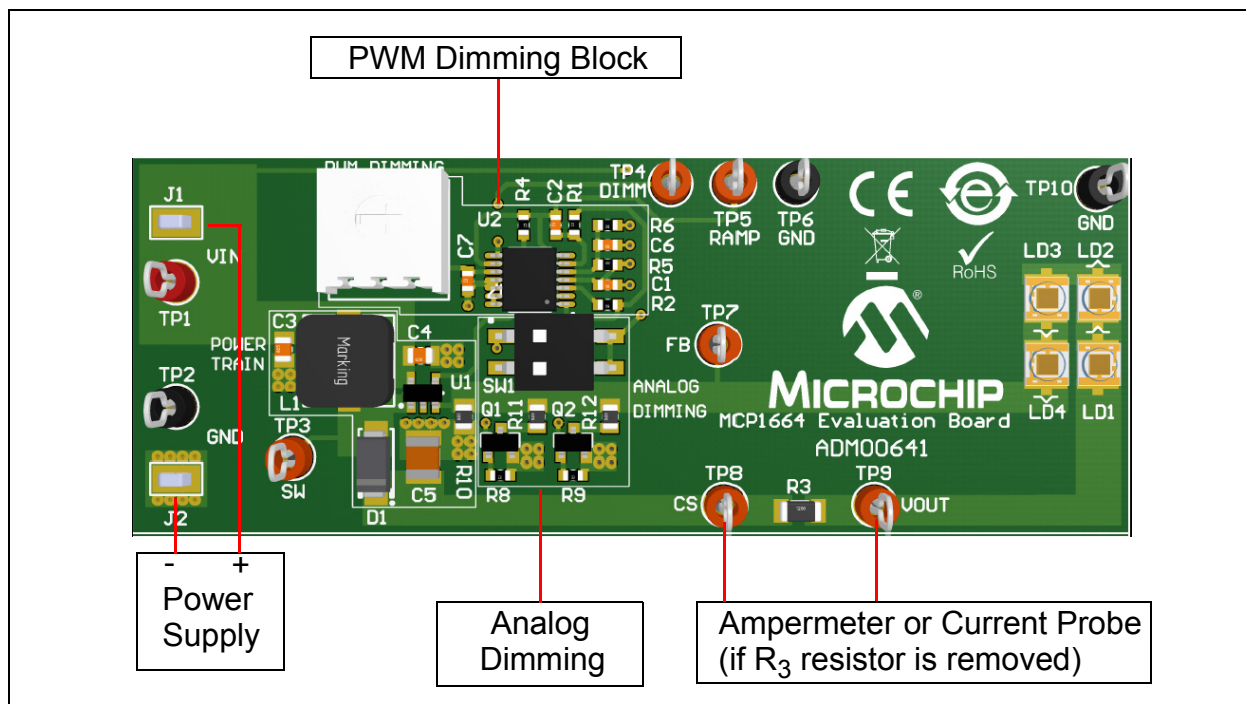 PWM Dimming Block
PWM DIMMING
J1
VIN
TP1
POWER
TRAIN
TP2
GND
J2
C3
L1
Marking
TP3
SW
D1
C4
U1
C5
R10
C7
U2
R4
C2
R1
R6
C6
R5
C1
R2
SW1
ANALOG
DIMMING
Q1
R11
Q2
R12
R8
R9
TP4
DIMM
TP5
RAMP
TP6
GND
TP7
FB
CE
RoHS
TP10
GND
LD3
LD2
LD4
LD1
®
MICROCHIP
MCP1664 Evaluation Board
ADM00641
TP8
CS
R3
TP9
VOUT
- +
Power
Supply
Analog
Dimming
Ampermeter or Current Probe
(if R3 resistor is removed)